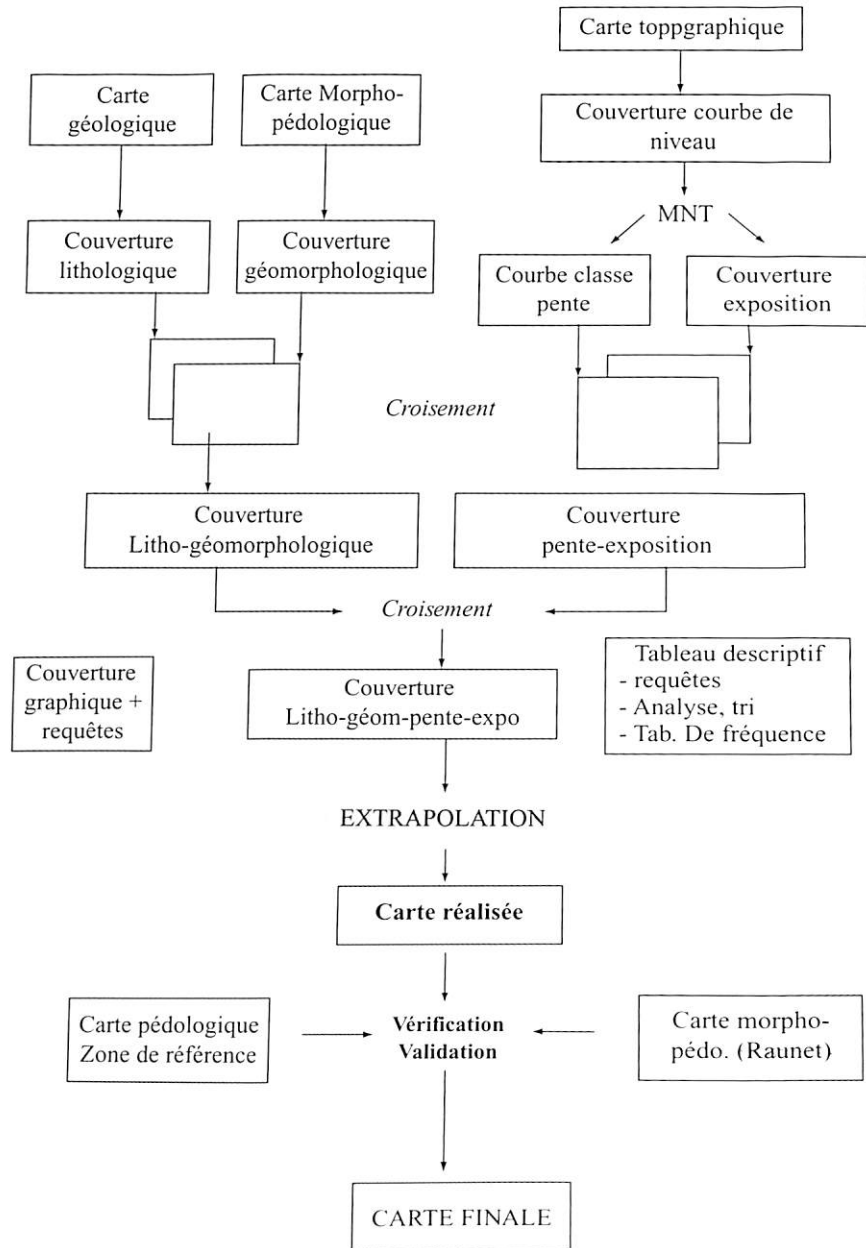 Carte toppgraphique
Carte
géologique
Carte Morpho-
pédologique
Couverture courbe de
niveau
MNT
Couverture
lithologique
Couverture
géomorphologique
Courbe classe
pente
Couverture
exposition
Croisement
Couverture
Litho-géomorphologique
Couverture
pente-exposition
Croisement
Couverture
graphique +
requêtes
Couverture
Litho-géom-pente-expo
Tableau descriptif
- requêtes
- Analyse, tri
- Tab. De fréquence
EXTRAPOLATION
Carte réalisée
Carte pédologique
Zone de référence
Vérification
Validation
Carte morpho-
pédo. (Raunet)
CARTE FINALE